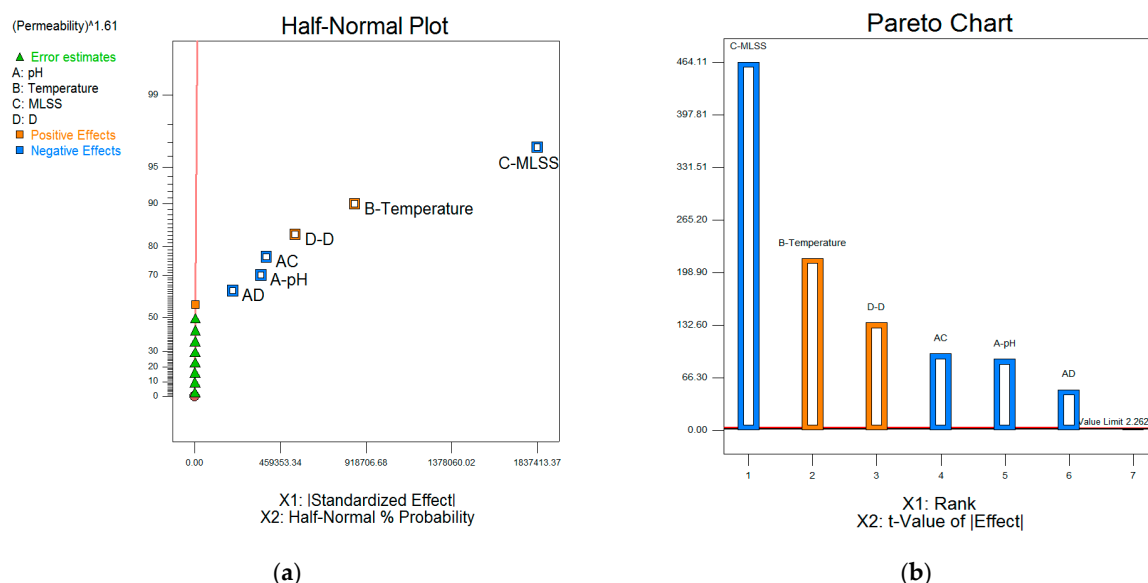 (Permeability)^1.61
Error estimates
A: pH
B: Temperature
C: MLSS
D: D
Positive Effects
Negative Effects
Half-Normal Plot
99
95
90
80
70
50
30
20
10
0
C-MLSS
B-Temperature
D-D
AC
A-pH
AD
0.00
459353.34
918706.68
1378060.02
1837413.37
X1: |Standardized Effect|
X2: Half-Normal % Probability
(a)
Pareto Chart
464.11
397.81
331.51
265.20
198.90
132.60
66.30
0.00
C-MLSS
B-Temperature
D-D
AC
A-pH
AD
Value Limit 2.262
1
2
3
4
5
6
7
X1: Rank
X2: t-Value of |Effect|
(b)